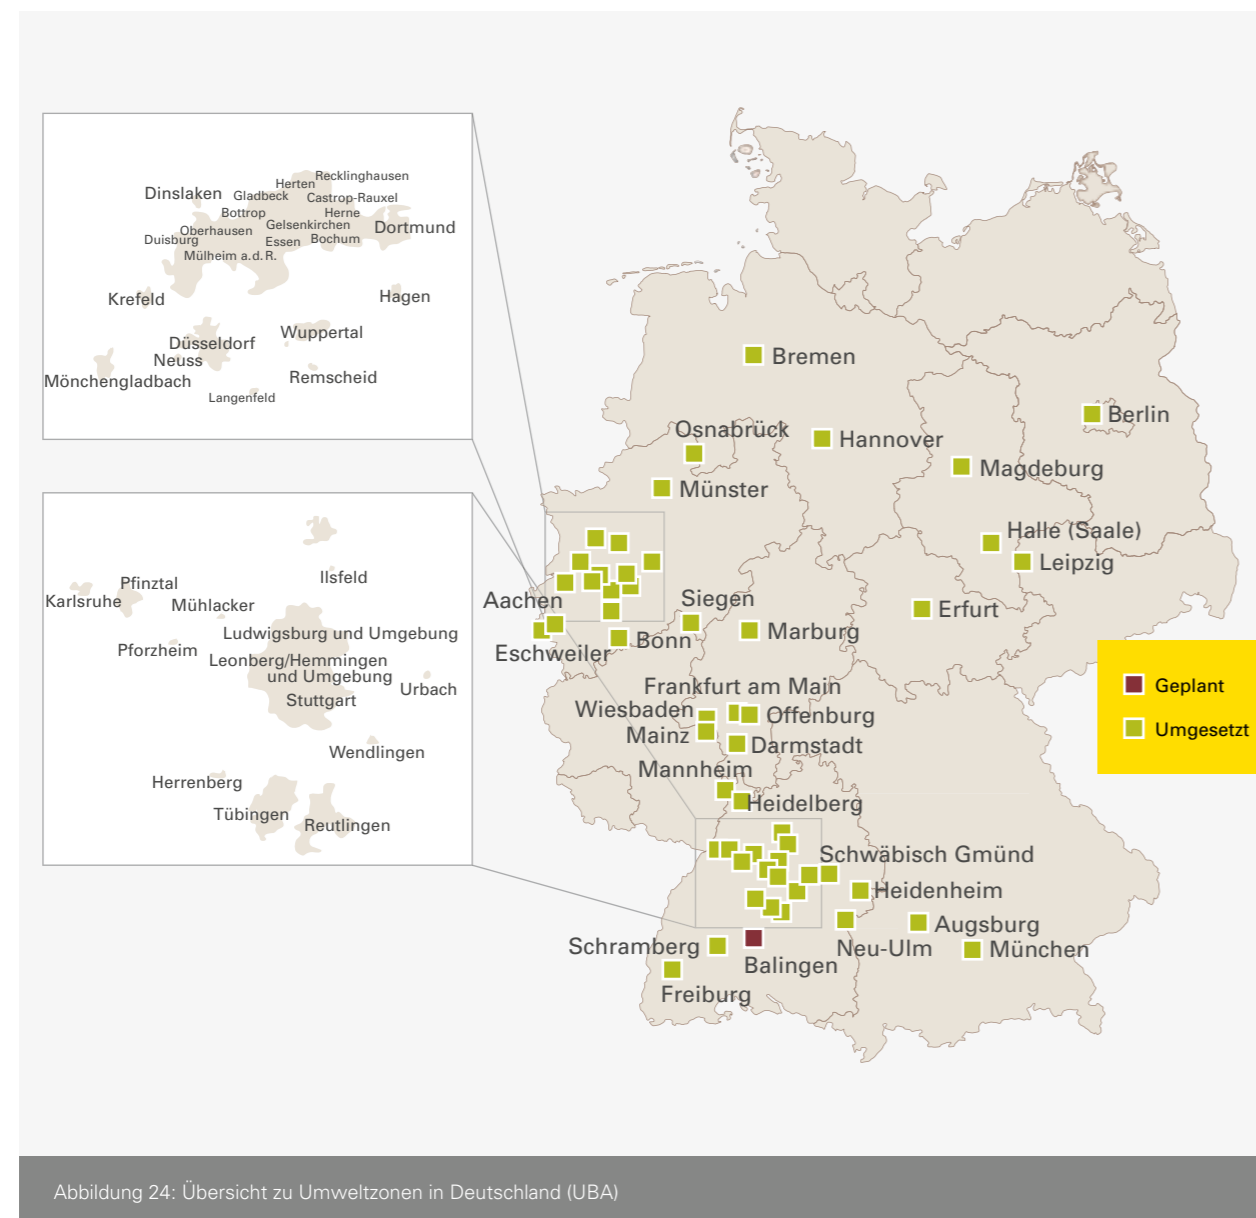 Recklinghausen
Herten
Dinslaken
Gladbeck
Castrop-Rauxel
Bottrop
Herne
Gelsenkirchen
Oberhausen
Dortmund
Duisburg
Essen
Bochum
Mülheim a.d.R.
Krefeld
Hagen
Wuppertal
Düsseldorf
Neuss
Mönchengladbach
Remscheid
Langenfeld
Ilsfeld
Pfinztal
Karlsruhe
Mühlacker
Ludwigsburg und Umgebung
Pforzheim
Leonberg/Hemmingen
und Umgebung
Urbach
Stuttgart
Wendlingen
Herrenberg
Tübingen
Reutlingen
Bremen
Berlin
Osnabrück
Hannover
Magdeburg
Münster
Halle (Saale)
Leipzig
Aachen
Siegen
Erfurt
Marburg
Bonn
Eschweiler
Frankfurt am Main
Wiesbaden
Offenburg
Mainz
Darmstadt
Mannheim
Heidelberg
Schwäbisch Gmünd
Heidenheim
Augsburg
Neu-Ulm
München
Schramberg
Balingen
Freiburg
Geplant
Umgesetzt
Abbildung 24: Übersicht zu Umweltzonen in Deutschland (UBA)